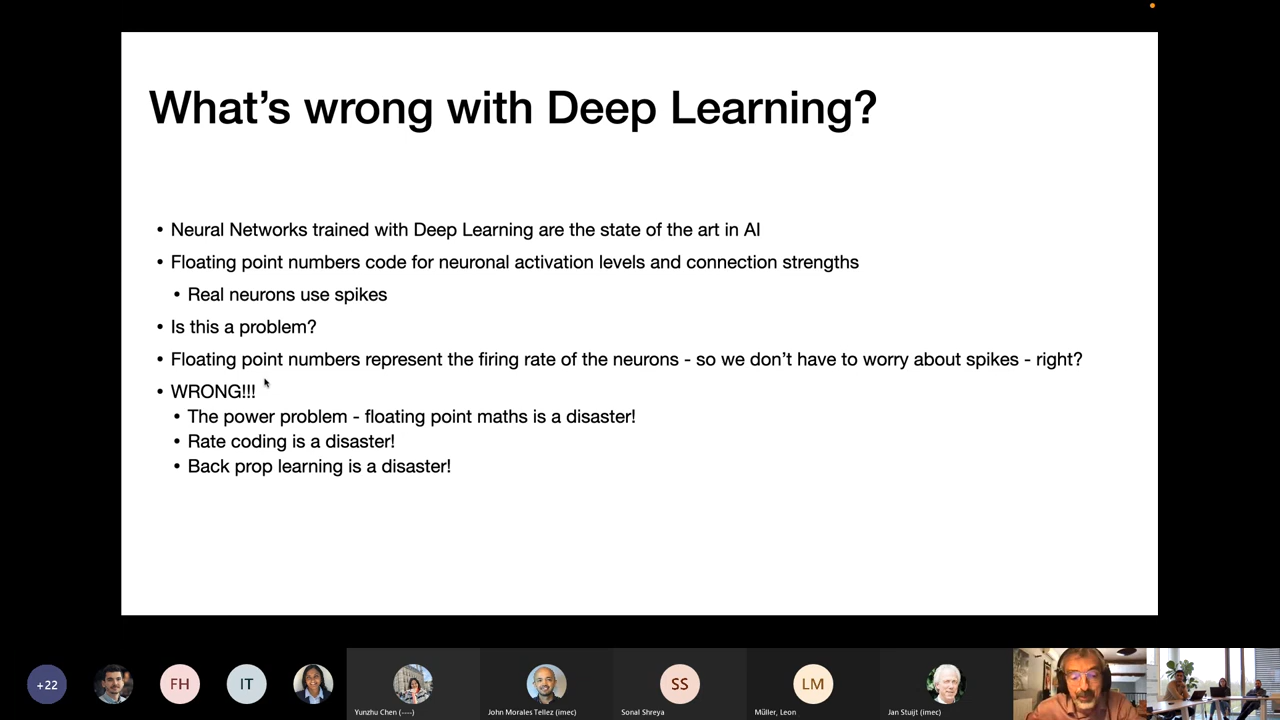 What's wrong with Deep Learning?
• Neural Networks trained with Deep Learning are the state of the art in AI
• Floating point numbers code for neuronal activation levels and connection strengths
• Real neurons use spikes
• Is this a problem?
• Floating point numbers represent the firing rate of the neurons - so we don't have to worry about spikes - right?
• WRONG!!!
• The power problem - floating point maths is a disaster!
• Rate coding is a disaster!
• Back prop learning is a disaster!
+22
FH
IT
SS
LM
Yunzhu Chen (----)
John Morales Tellez (imec)
Sonal Shreya
Müller, Leon
Jan Stuijt (imec)